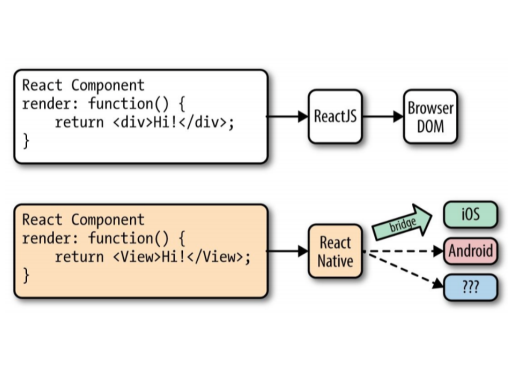 React Component
render: function() {
    return <div>Hi!</div>;
}
ReactJS
Browser
DOM
React Component
render: function() {
    return <View>Hi!</View>;
}
React
Native
bridge
iOS
Android
???